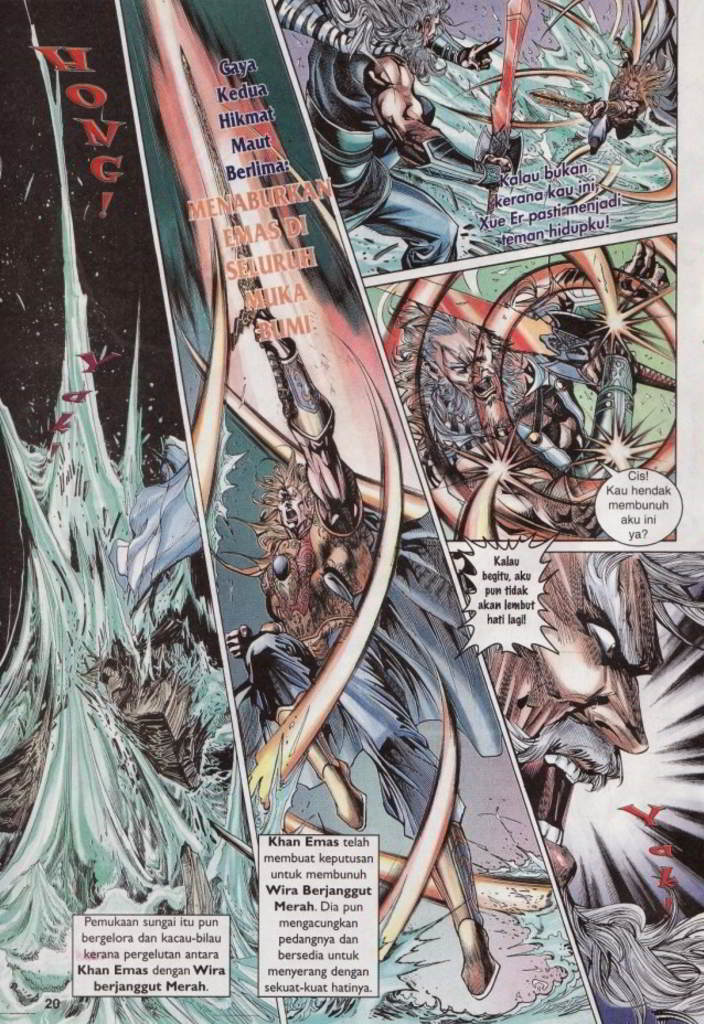 HONG!
Yak!
Pemukaan sungai itu pun
bergelora dan kacau-bilau
kerana pergelutan antara
Khan Emas dengan Wira
berjanggut Merah.
20
Gaya
Kedua
Hikmat
Maut
Berlima:
MENABURKAN
EMAS DI
SELURUH
MUKA
BUMI!
Khan Emas telah
membuat keputusan
untuk membunuh
Wira Berjanggut
Merah. Dia pun
mengacungkan
pedangnya dan
bersedia untuk
menyerang dengan
sekuat-kuat hatinya.
Kalau bukan
kerana kau ini,
Xue Er pasti menjadi
teman hidupku!
Cis!
Kau hendak
membunuh
aku ini
ya?
Kalau
begitu, aku
pun tidak
akan lembut
hati lagi!
Yak!